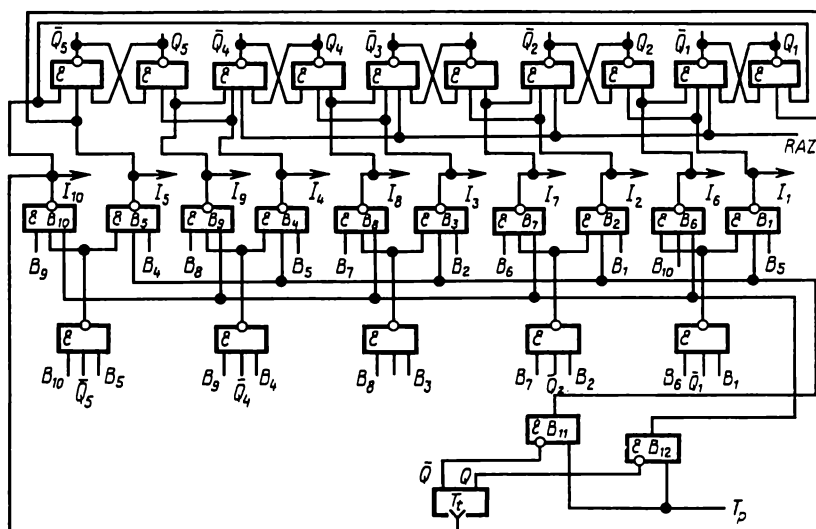 Q̄5 Q5 Q̄4 Q4 Q̄3 Q̄2 Q2 Q̄1 Q1
ℰ ℰ ℰ ℰ ℰ ℰ ℰ ℰ ℰ ℰ
RAZ
I10 I5 I9 I4 I8 I3 I7 I2 I6 I1
ℰ B10 ℰ B5 ℰ B9 ℰ B4 ℰ B8 ℰ B3 ℰ B7 ℰ B2 ℰ B6 ℰ B1
B9 B4 B8 B5 B7 B2 B6 B1 B10 B5
ℰ ℰ ℰ ℰ ℰ
B10 Q̄5 B5 B9 Q̄4 B4 B8 B3 B7 Q̄2 B2 B6 Q̄1 B1
ℰ B11 ℰ B12
Q̄ Q
Tt
Tp